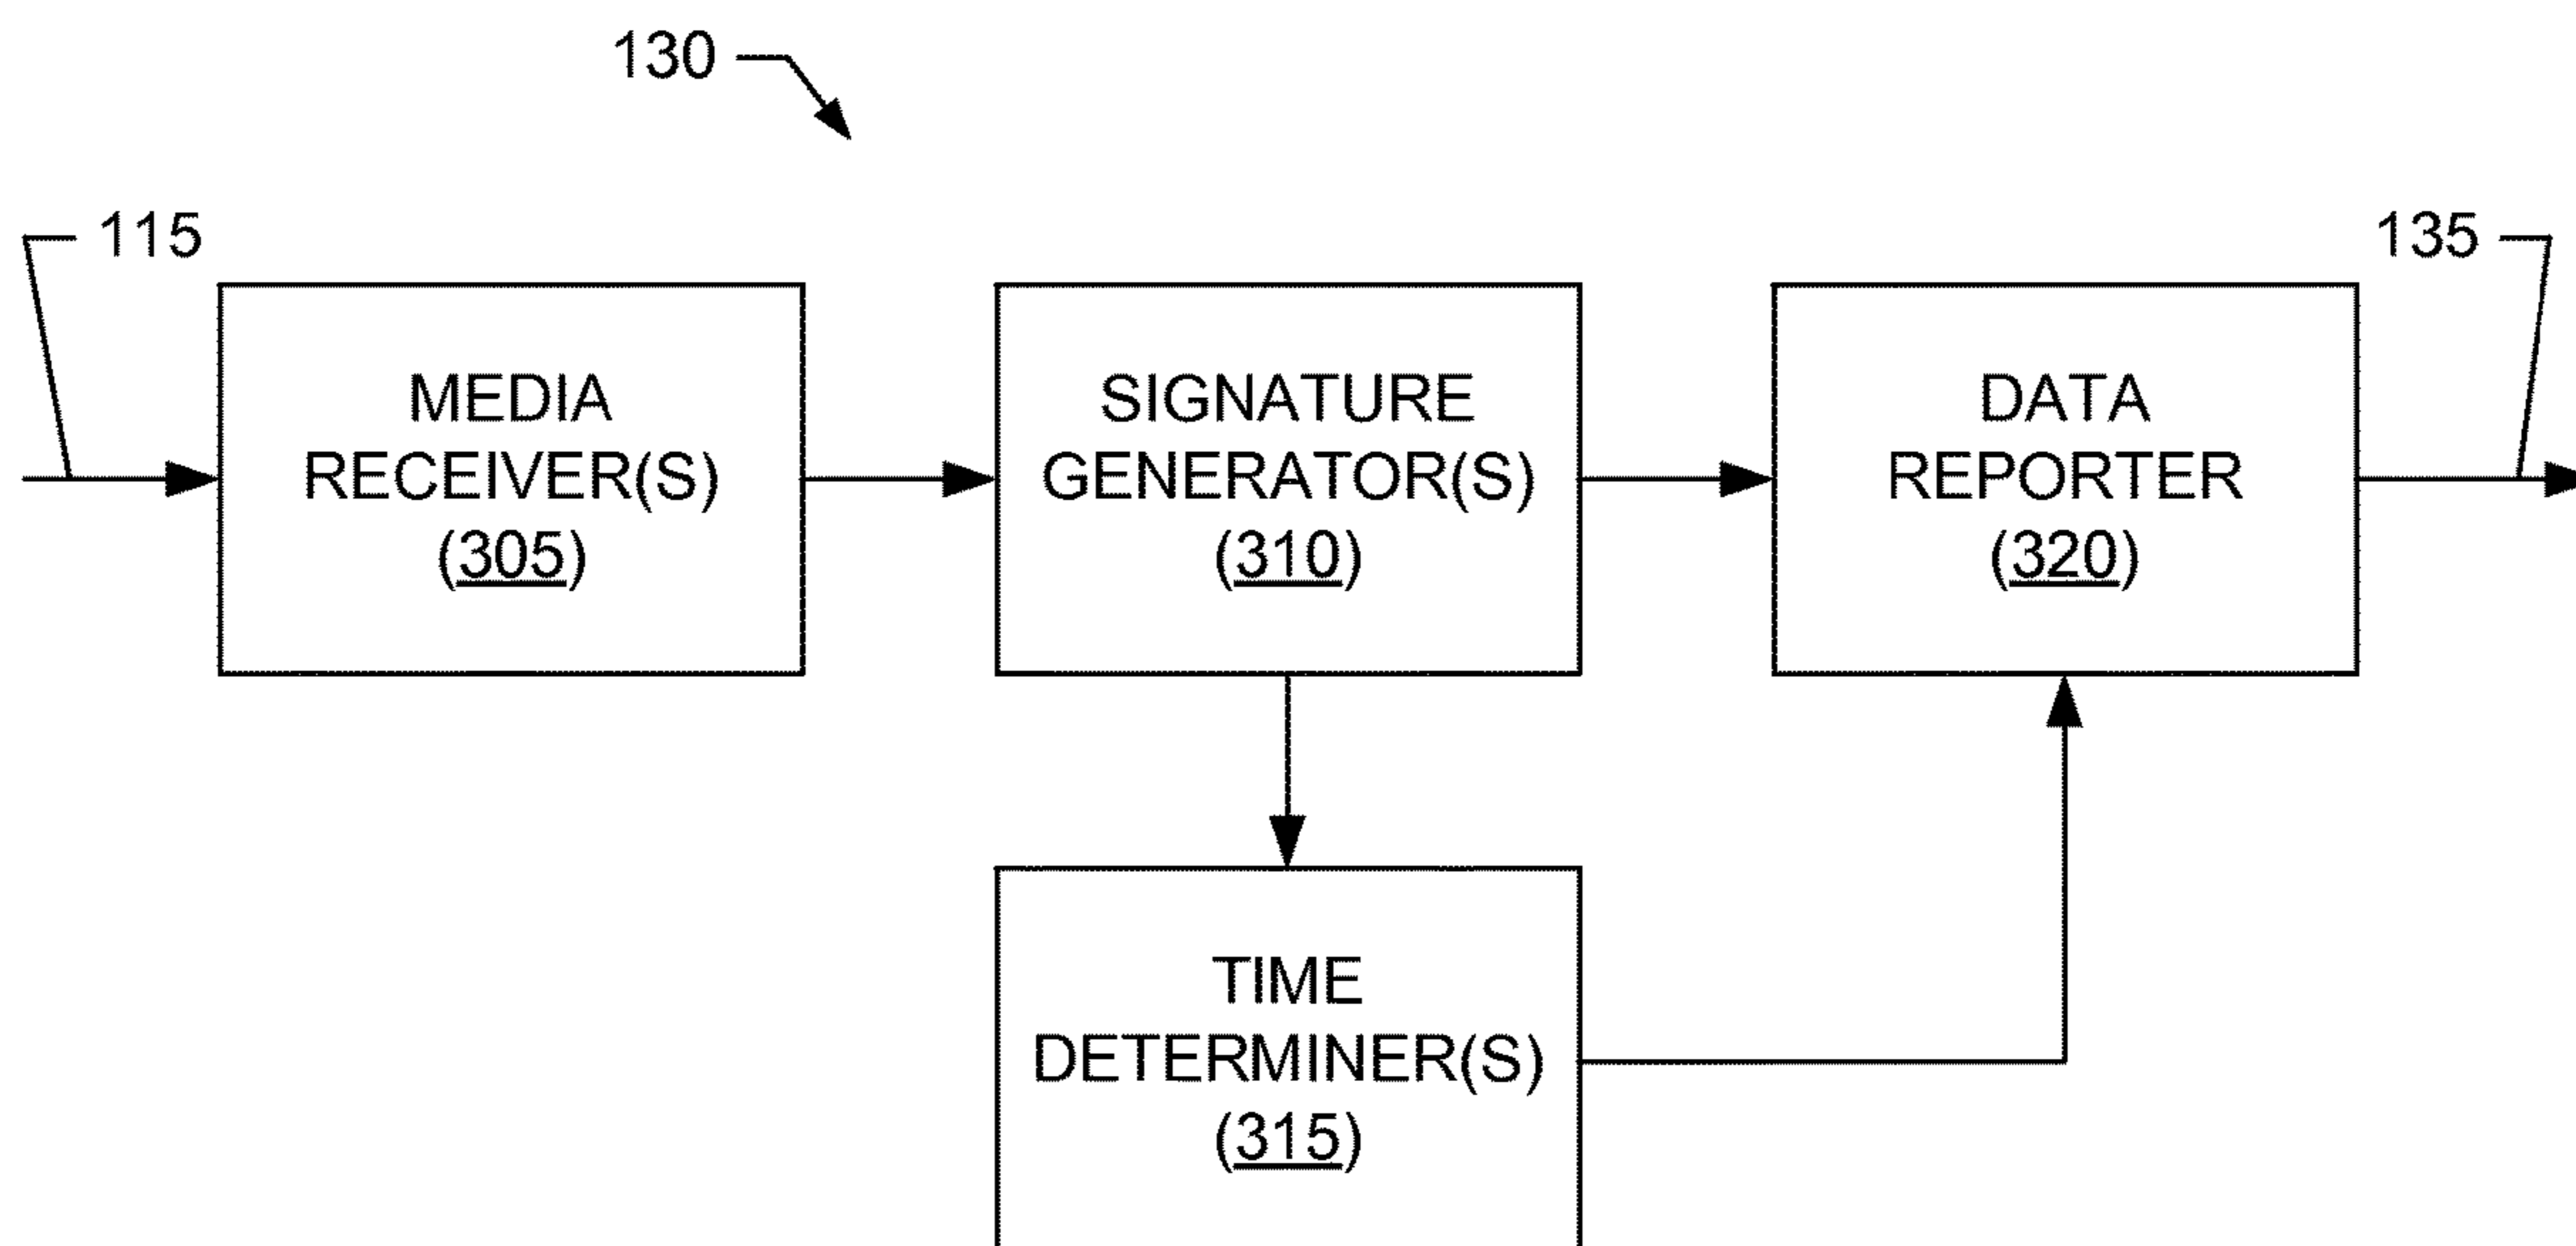 130
115
135
MEDIA
RECEIVER(S)
(305)
SIGNATURE
GENERATOR(S)
(310)
DATA
REPORTER
(320)
TIME
DETERMINER(S)
(315)